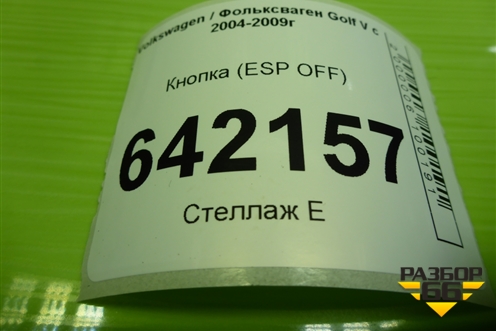 Volkswagen / Фольксваген Golf V с
2004-2009г
Кнопка (ESP OFF)
642157
Стеллаж Е
РАЗБОР
66